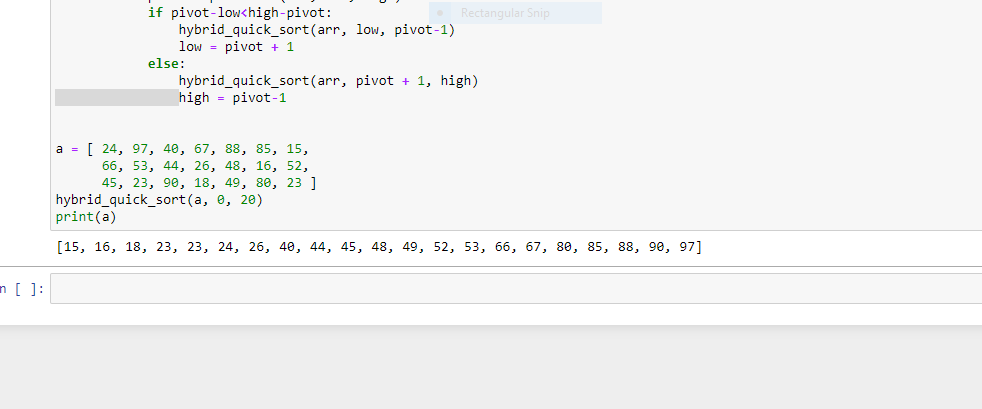 if pivot-low<high-pivot:
Rectangular Snip
hybrid_quick_sort(arr, low, pivot-1)
low = pivot + 1
else:
hybrid_quick_sort(arr, pivot + 1, high)
high = pivot-1
a = [ 24, 97, 40, 67, 88, 85, 15,
66, 53, 44, 26, 48, 16, 52,
45, 23, 90, 18, 49, 80, 23 ]
hybrid_quick_sort(a, 0, 20)
print(a)
[15, 16, 18, 23, 23, 24, 26, 40, 44, 45, 48, 49, 52, 53, 66, 67, 80, 85, 88, 90, 97]
n [ ]: